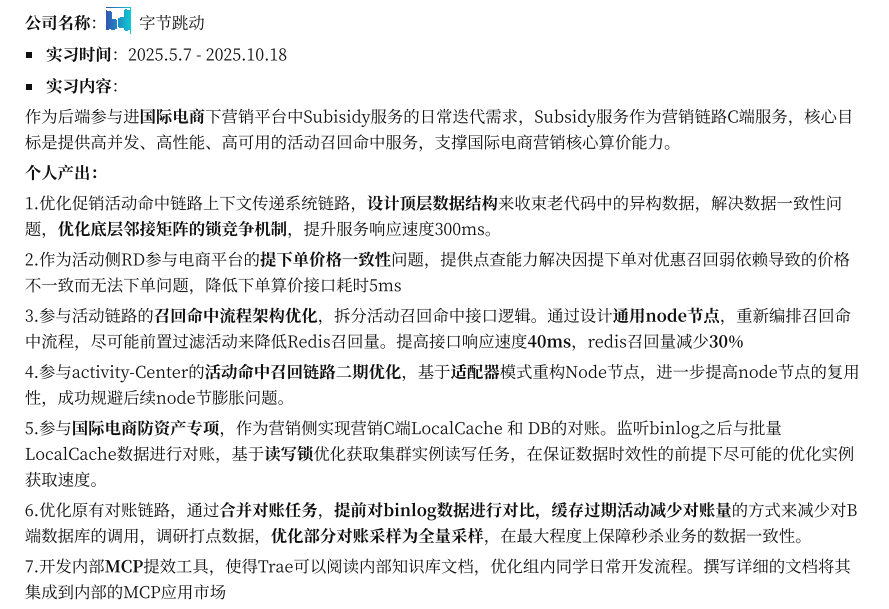 公司名称： 字节跳动
▪ 实习时间：2025.5.7 - 2025.10.18
▪ 实习内容：
作为后端参与进国际电商下营销平台中Subisidy服务的日常迭代需求，Subsidy服务作为营销链路C端服务，核心目
标是提供高并发、高性能、高可用的活动召回命中服务，支撑国际电商营销核心算价能力。
个人产出：
1.优化促销活动命中链路上下文传递系统链路，设计顶层数据结构来收束老代码中的异构数据，解决数据一致性问
题，优化底层邻接矩阵的锁竞争机制，提升服务响应速度300ms。
2.作为活动侧RD参与电商平台的提下单价格一致性问题，提供点查能力解决因提下单对优惠召回弱依赖导致的价格
不一致而无法下单问题，降低下单算价接口耗时5ms
3.参与活动链路的召回命中流程架构优化，拆分活动召回命中接口逻辑。通过设计通用node节点，重新编排召回命
中流程，尽可能前置过滤活动来降低Redis召回量。提高接口响应速度40ms，redis召回量减少30%
4.参与activity-Center的活动命中召回链路二期优化，基于适配器模式重构Node节点，进一步提高node节点的复用
性，成功规避后续node节膨胀问题。
5.参与国际电商防资产专项，作为营销侧实现营销C端LocalCache 和 DB的对账。监听binlog之后与批量
LocalCache数据进行对账，基于读写锁优化获取集群实例读写任务，在保证数据时效性的前提下尽可能的优化实例
获取速度。
6.优化原有对账链路，通过合并对账任务，提前对binlog数据进行对比，缓存过期活动减少对账量的方式来减少对B
端数据库的调用，调研打点数据，优化部分对账采样为全量采样，在最大程度上保障秒杀业务的数据一致性。
7.开发内部MCP提效工具，使得Trae可以阅读内部知识库文档，优化组内同学日常开发流程。撰写详细的文档将其
集成到内部的MCP应用市场